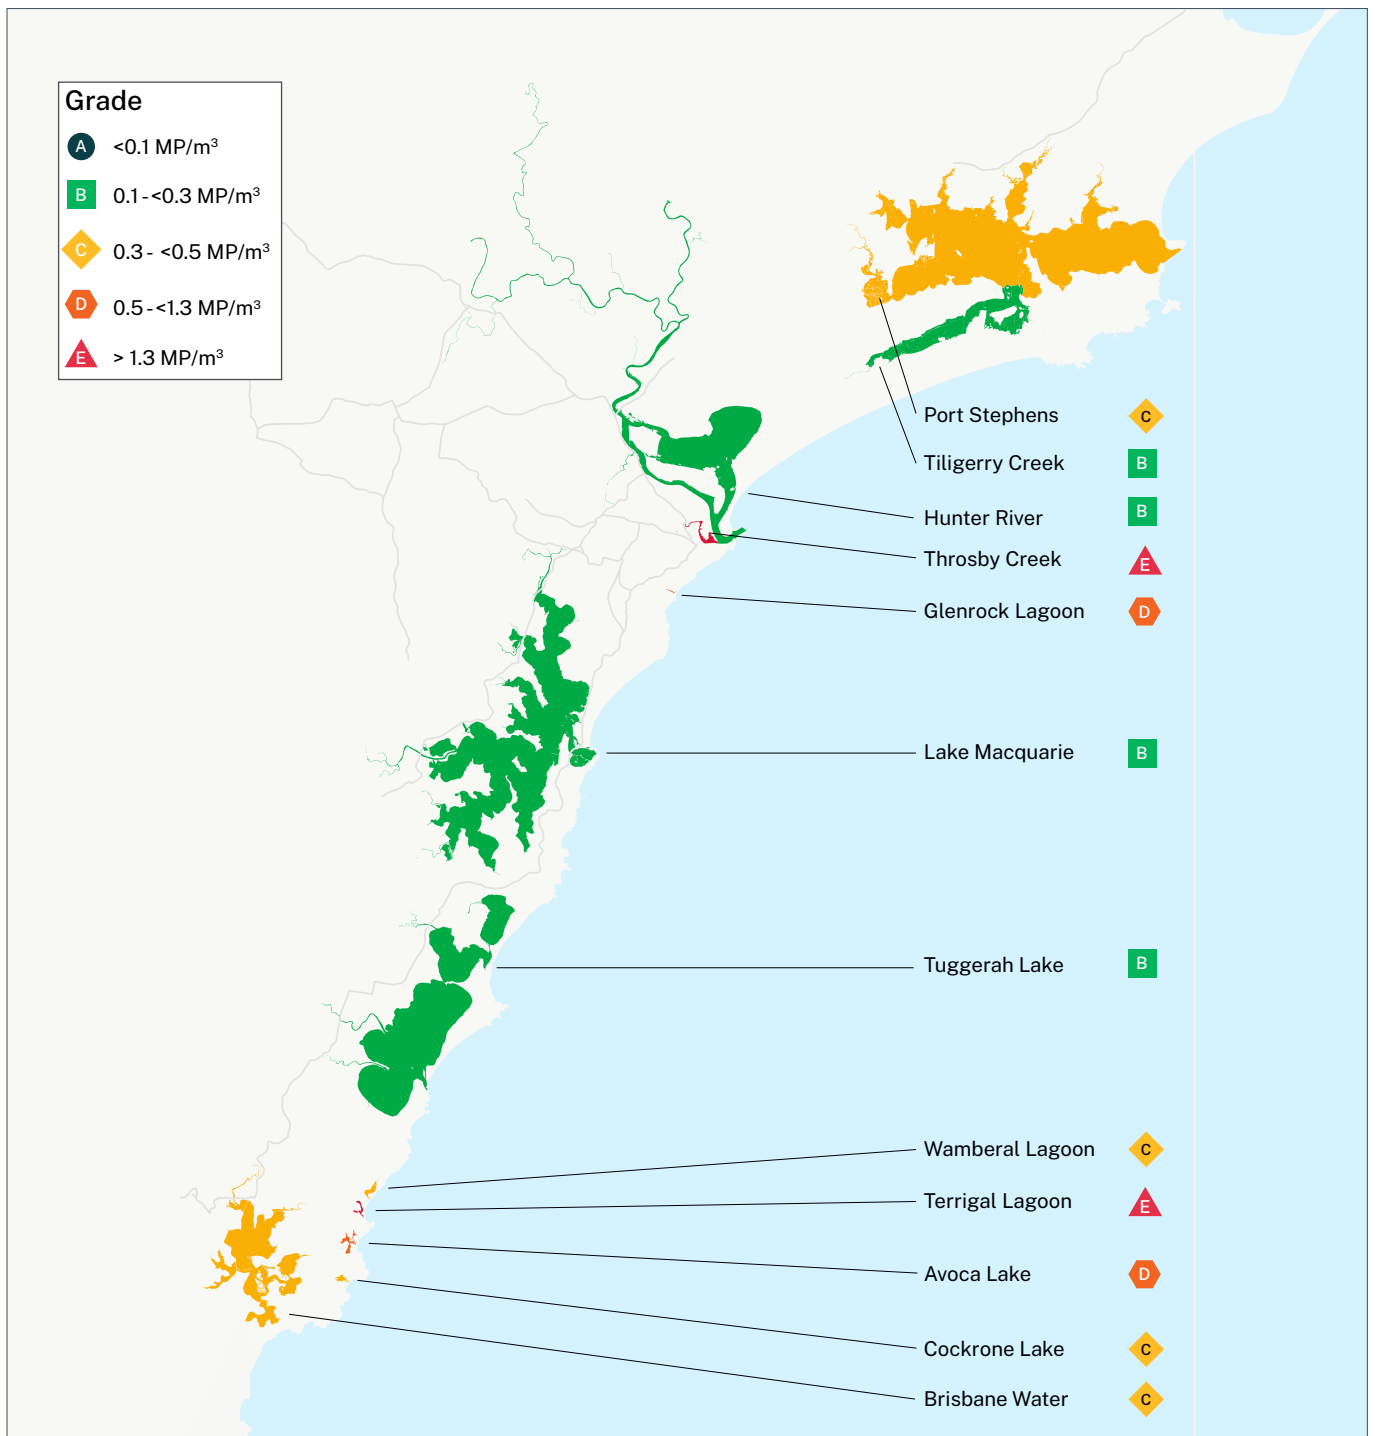 Grade
A <0.1 MP/m³
B 0.1-<0.3 MP/m³
C 0.3- <0.5 MP/m³
D 0.5-<1.3 MP/m³
E > 1.3 MP/m³
Port Stephens C
Tiligerry Creek B
Hunter River B
Throsby Creek E
Glenrock Lagoon D
Lake Macquarie B
Tuggerah Lake B
Wamberal Lagoon C
Terrigal Lagoon E
Avoca Lake D
Cockrone Lake C
Brisbane Water C